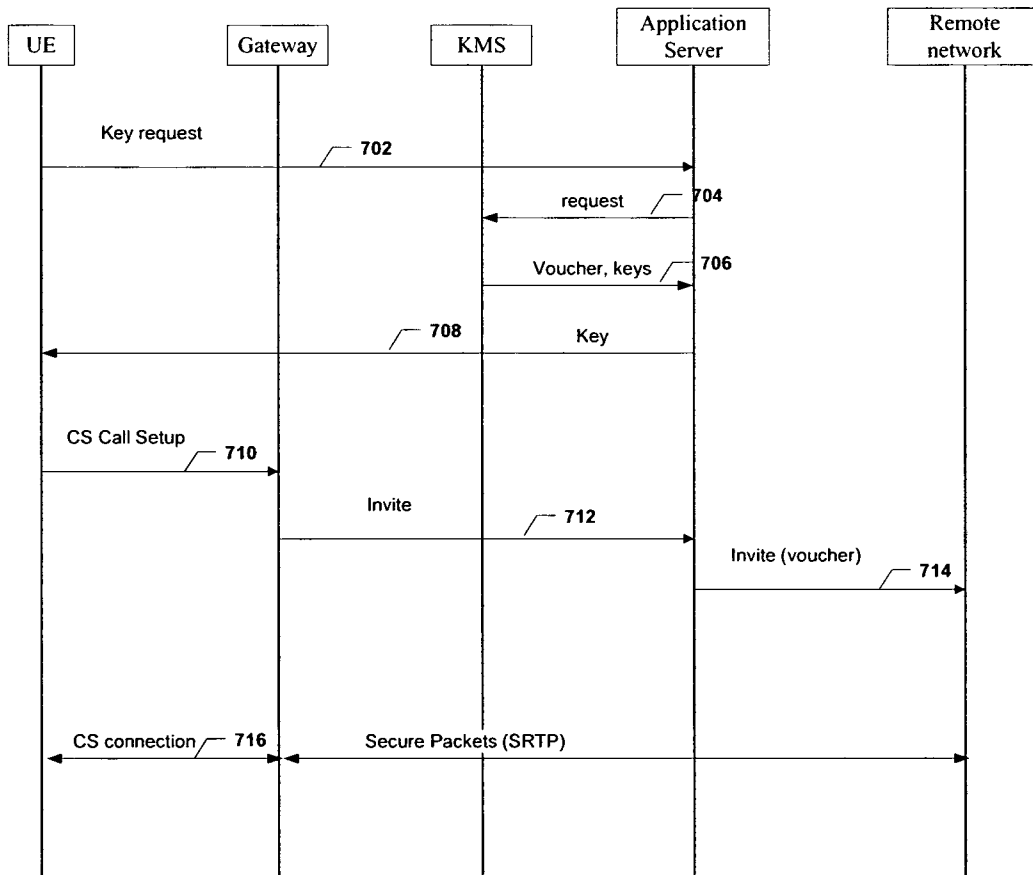 UE
Gateway
KMS
Application
Server
Remote
network
Key request
702
request
704
Voucher, keys
706
708
Key
CS Call Setup
710
Invite
712
Invite (voucher)
714
CS connection
716
Secure Packets (SRTP)